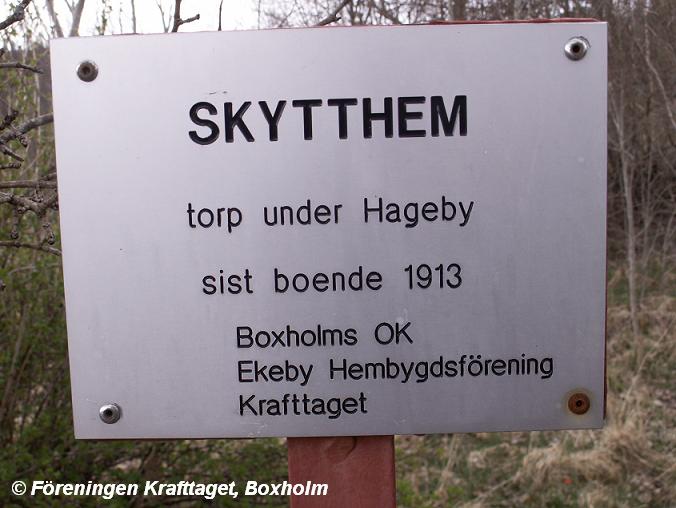 SKYTTHEM
torp under Hageby
sist boende 1913
Boxholms OK
Ekeby Hembygdsförening
Krafttaget
© Föreningen Krafttaget, Boxholm